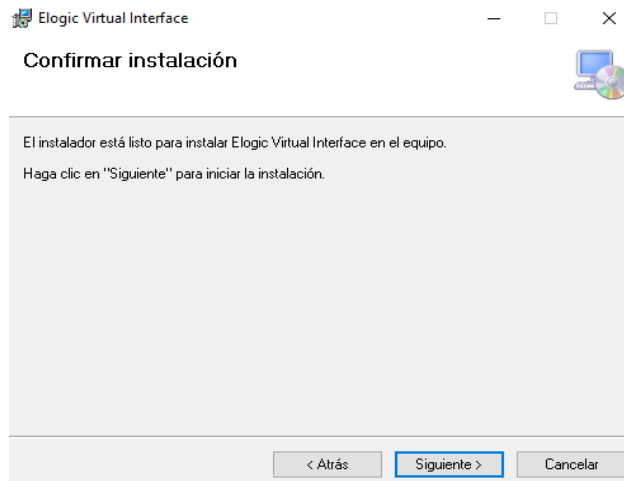 Elogic Virtual Interface
Confirmar instalación
El instalador está listo para instalar Elogic Virtual Interface en el equipo.
Haga clic en "Siguiente" para iniciar la instalación.
< Atrás
Siguiente >
Cancelar